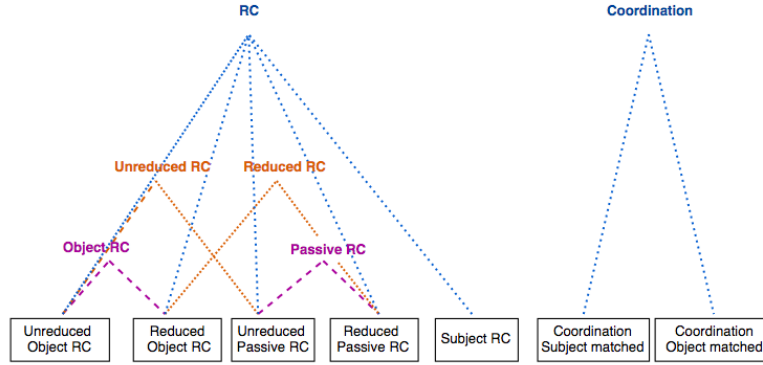 RC
Coordination
Unreduced RC
Reduced RC
Object RC
Passive RC
Unreduced
Object RC
Reduced
Object RC
Unreduced
Passive RC
Reduced
Passive RC
Subject RC
Coordination
Subject matched
Coordination
Object matched